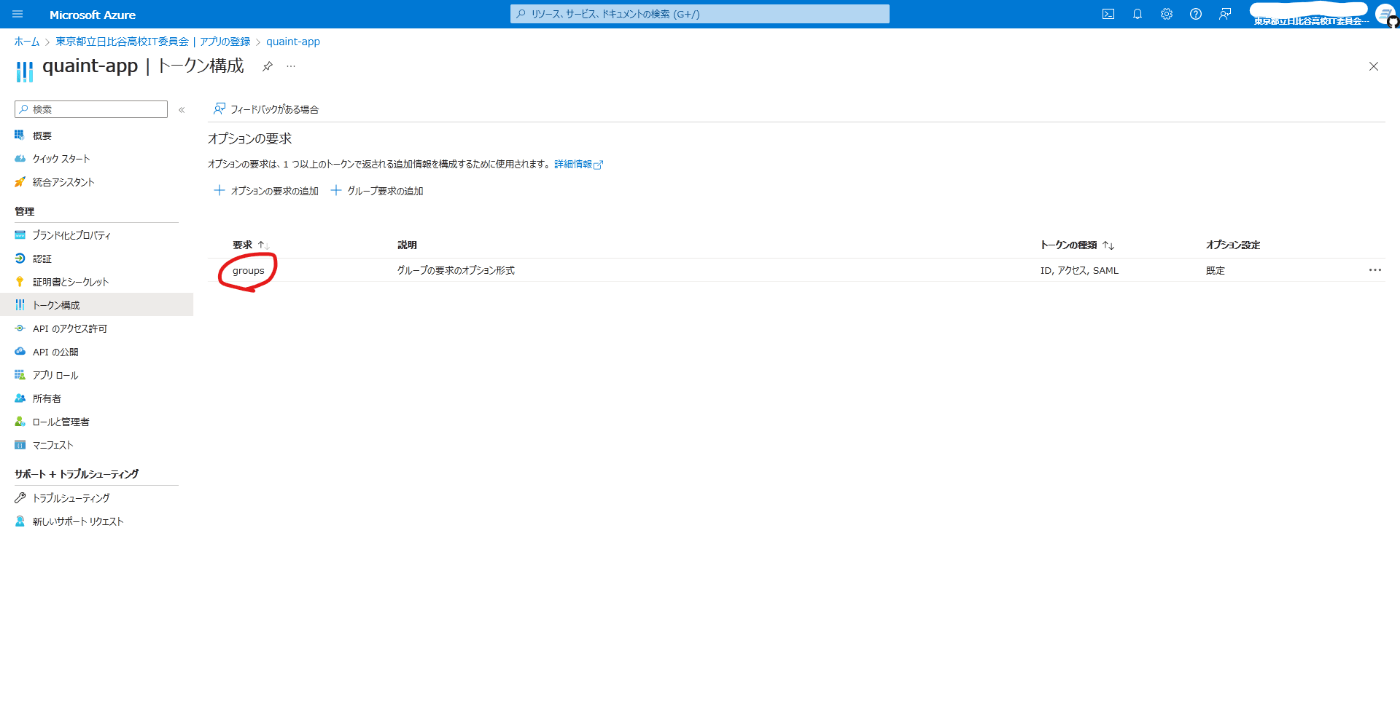 Microsoft Azure
リソース、サービス、ドキュメントの検索 (G+/)
東京都立日比谷高校IT委員会…
ホーム > 東京都立日比谷高校IT委員会 | アプリの登録 > quaint-app
quaint-app | トークン構成
検索
フィードバックがある場合
概要
クイック スタート
統合アシスタント
管理
ブランド化とプロパティ
認証
証明書とシークレット
トークン構成
API のアクセス許可
API の公開
アプリ ロール
所有者
ロールと管理者
マニフェスト
サポート + トラブルシューティング
トラブルシューティング
新しいサポート リクエスト
オプションの要求
オプションの要求は、1 つ以上のトークンで返される追加情報を構成するために使用されます。 詳細情報
オプションの要求の追加 グループ要求の追加
要求 説明 トークンの種類 オプション設定
groups グループの要求のオプション形式 ID, アクセス, SAML 既定